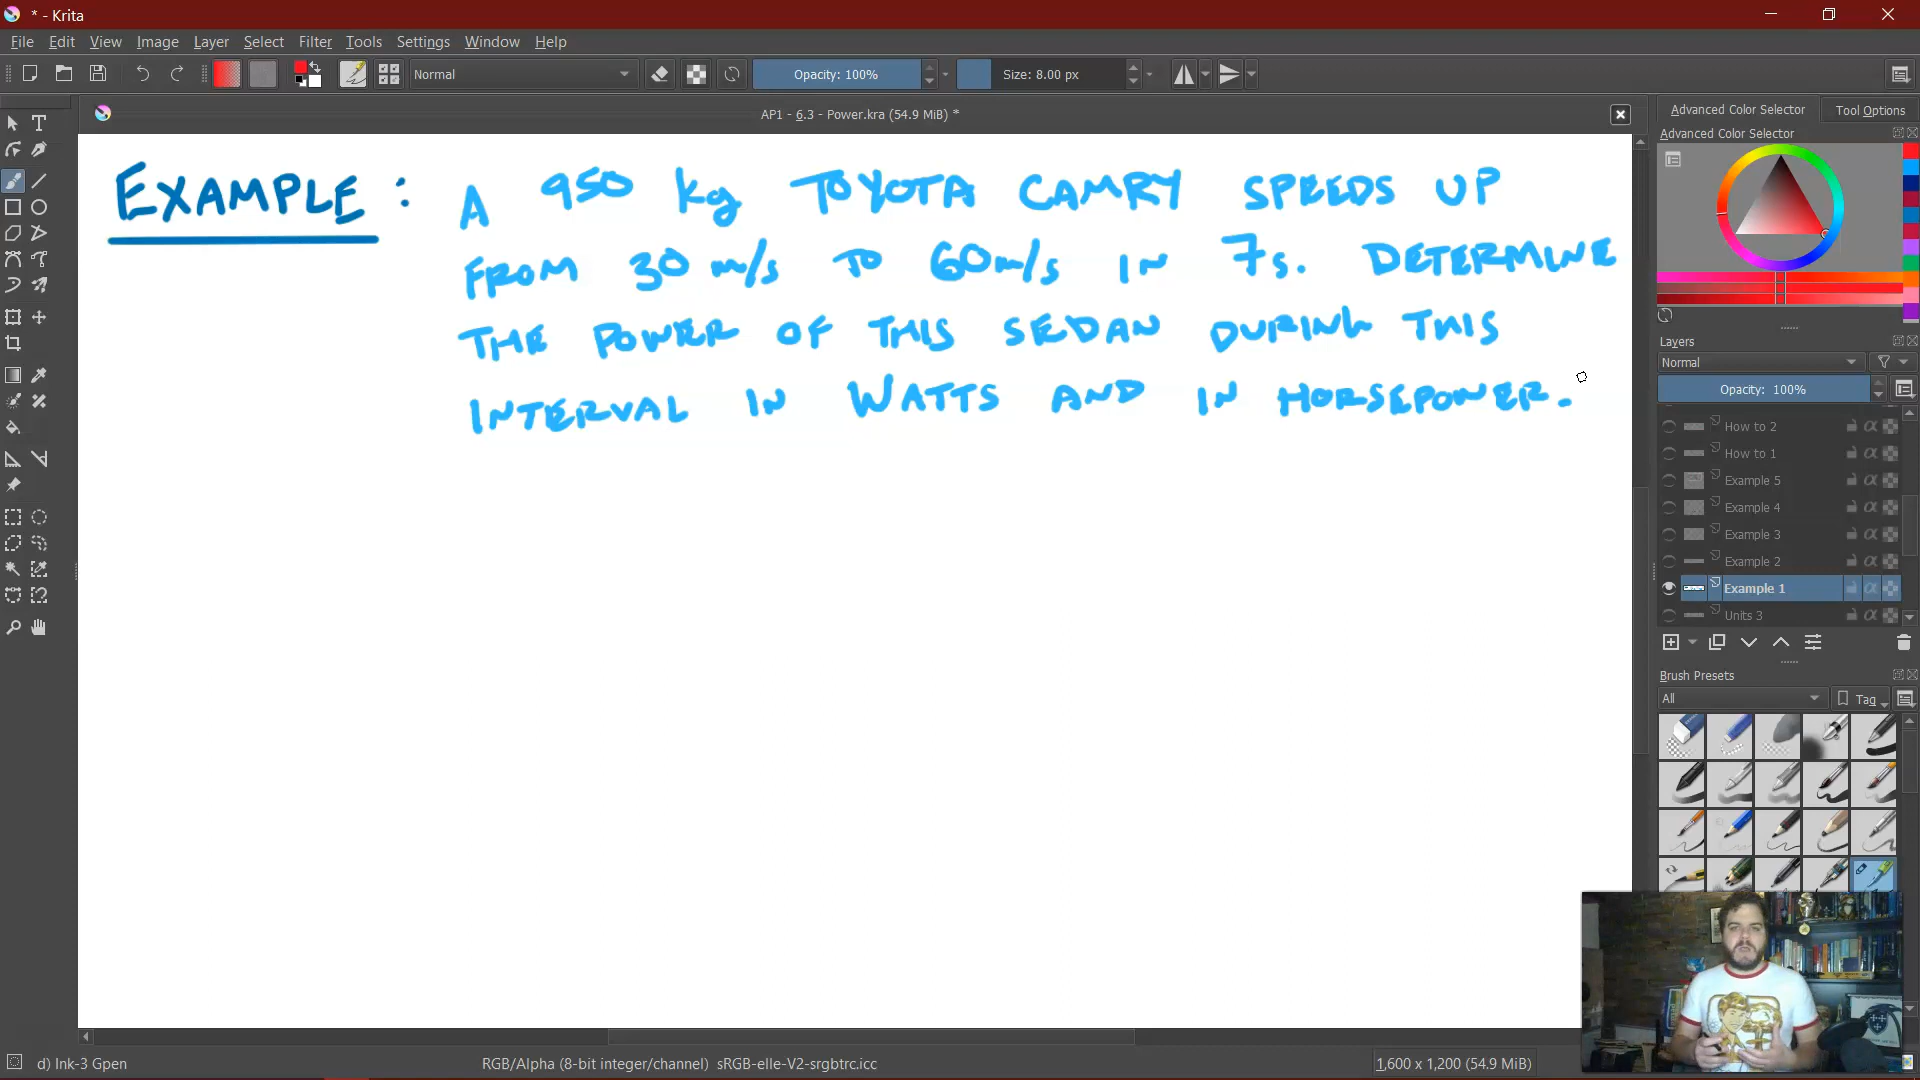 * - Krita
File Edit View Image Layer Select Filter Tools Settings Window Help
Normal
Opacity: 100%
Size: 8.00 px
AP1 - 6.3 - Power.kra (54.9 MiB) *
EXAMPLE : A 950 kg TOYOTA CAMRY SPEEDS UP
FROM 30 m/s TO 60m/s IN 7s. DETERMINE
THE POWER OF THIS SEDAN DURING THIS
INTERVAL IN WATTS AND IN HORSEPOWER.
Advanced Color Selector Tool Options
Advanced Color Selector
Layers
Normal
Opacity: 100%
How to 2
How to 1
Example 5
Example 4
Example 3
Example 2
Example 1
Units 3
Brush Presets
All Tag
d) Ink-3 Gpen RGB/Alpha (8-bit integer/channel) sRGB-elle-V2-srgbtrc.icc 1,600 x 1,200 (54.9 MiB)